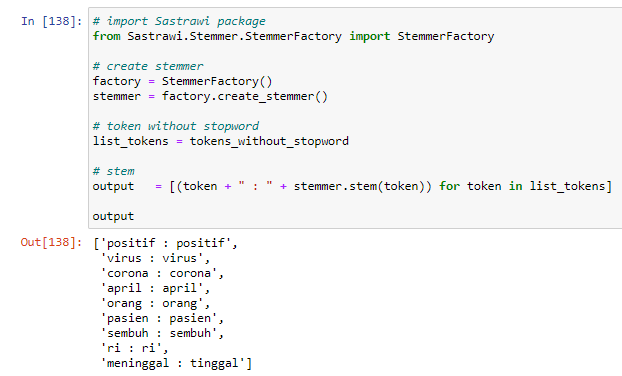 In [138]: # import Sastrawi package
from Sastrawi.Stemmer.StemmerFactory import StemmerFactory
# create stemmer
factory = StemmerFactory()
stemmer = factory.create_stemmer()
# token without stopword
list_tokens = tokens_without_stopword
# stem
output   = [(token + " : " + stemmer.stem(token)) for token in list_tokens]
output
Out[138]: ['positif : positif',
'virus : virus',
'corona : corona',
'april : april',
'orang : orang',
'pasien : pasien',
'sembuh : sembuh',
'ri : ri',
'meninggal : tinggal']